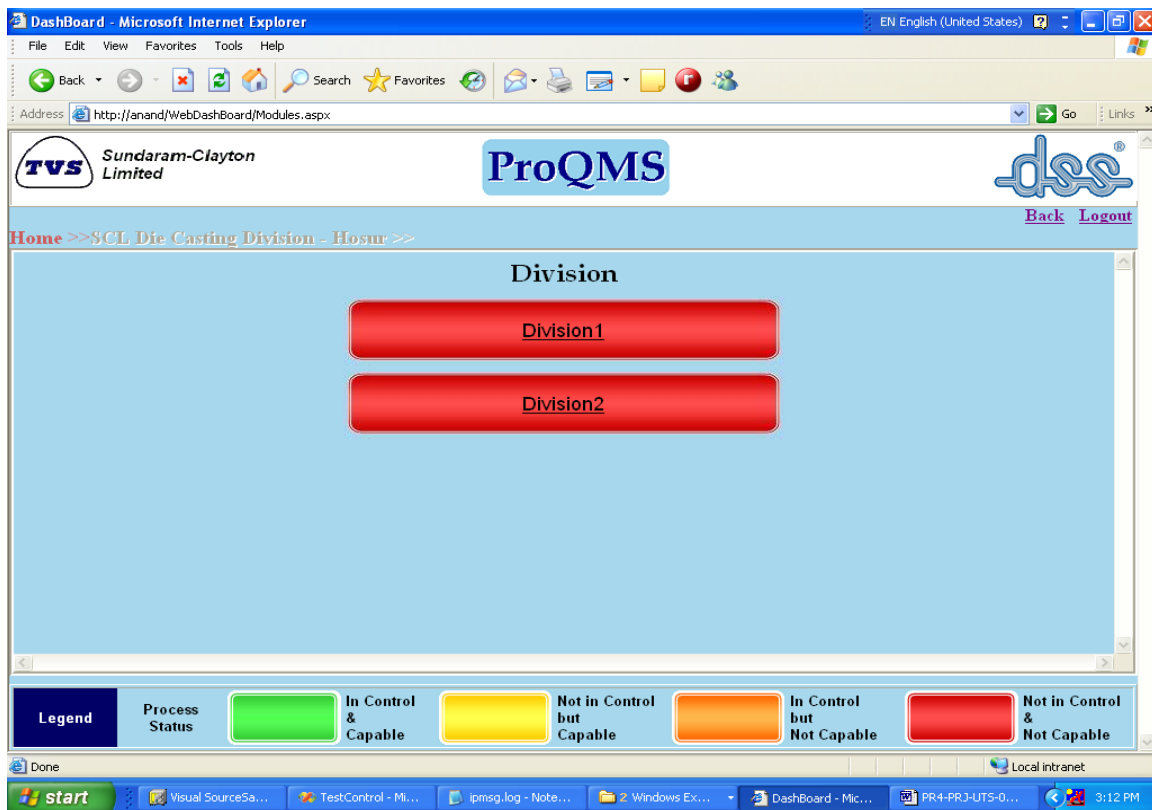 DashBoard - Microsoft Internet Explorer
EN English (United States)
File Edit View Favorites Tools Help
Back Search Favorites
Address http://anand/WebDashBoard/Modules.aspx Go Links »
TVS Sundaram-Clayton
Limited
ProQMS
dss®
Back Logout
Home >>SCL Die Casting Division - Hosur >>
Division
Division1
Division2
Legend
Process
Status
In Control
&
Capable
Not in Control
but
Capable
In Control
but
Not Capable
Not in Control
&
Not Capable
Done
Local intranet
start
Visual SourceSa...
TestControl - Mi...
ipmsg.log - Note...
2 Windows Ex...
DashBoard - Mic...
PR4-PRJ-UTS-0...
3:12 PM